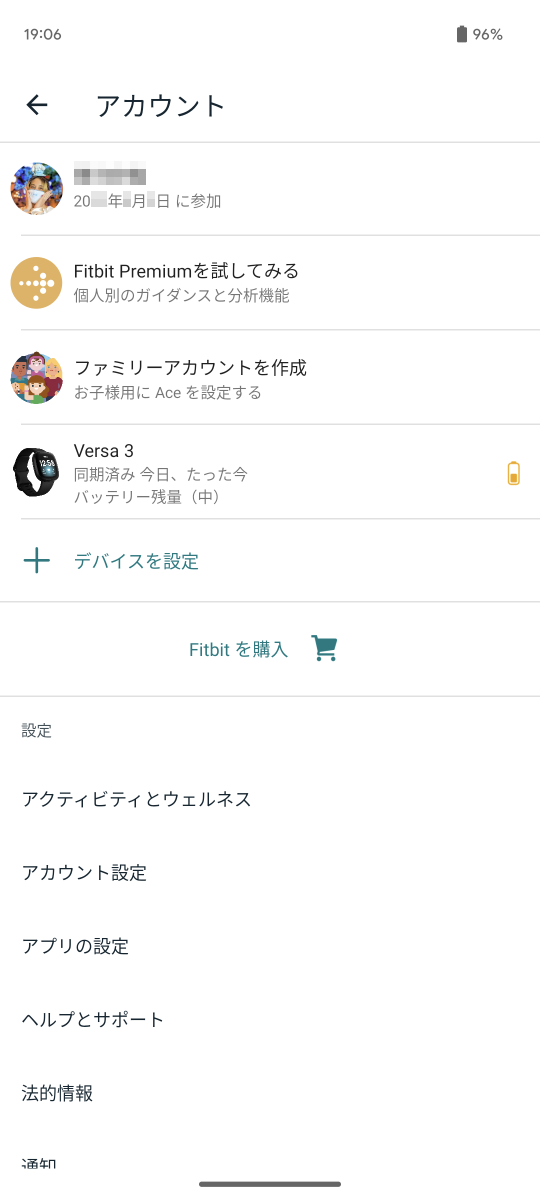 19:06
96%
アカウント
20 年 月 日 に参加
Fitbit Premiumを試してみる
個人別のガイダンスと分析機能
ファミリーアカウントを作成
お子様用に Ace を設定する
Versa 3
同期済み 今日、たった今
バッテリー残量（中）
デバイスを設定
Fitbit を購入
設定
アクティビティとウェルネス
アカウント設定
アプリの設定
ヘルプとサポート
法的情報
通知